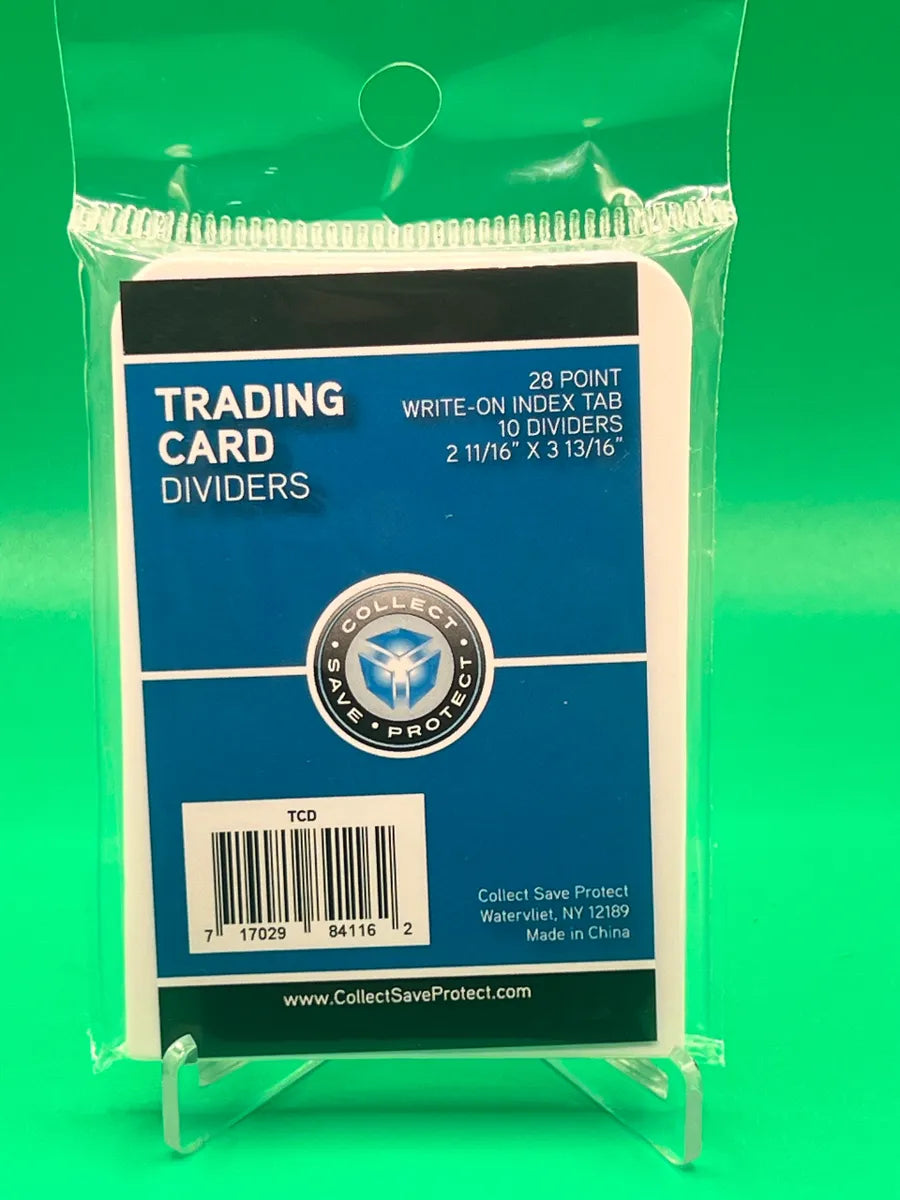 TRADING
CARD
DIVIDERS
28 POINT
WRITE-ON INDEX TAB
10 DIVIDERS
2 11/16" X 3 13/16"
• COLLECT • PROTECT • SAVE
TCD
7 17029 84116 2
Collect Save Protect
Watervliet, NY 12189
Made in China
www.CollectSaveProtect.com